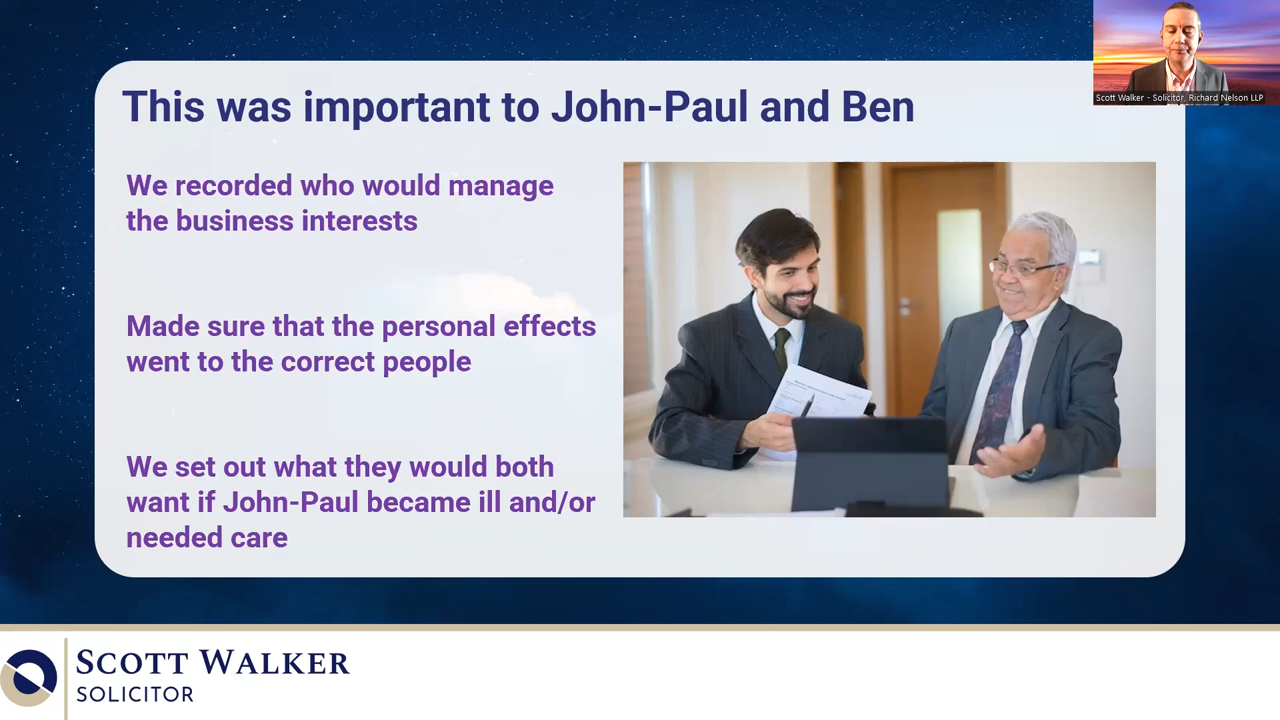 This was important to John-Paul and Ben
Scott Walker - Solicitor, Richard Nelson LLP
We recorded who would manage
the business interests
Made sure that the personal effects
went to the correct people
We set out what they would both
want if John-Paul became ill and/or
needed care
SCOTT WALKER
SOLICITOR